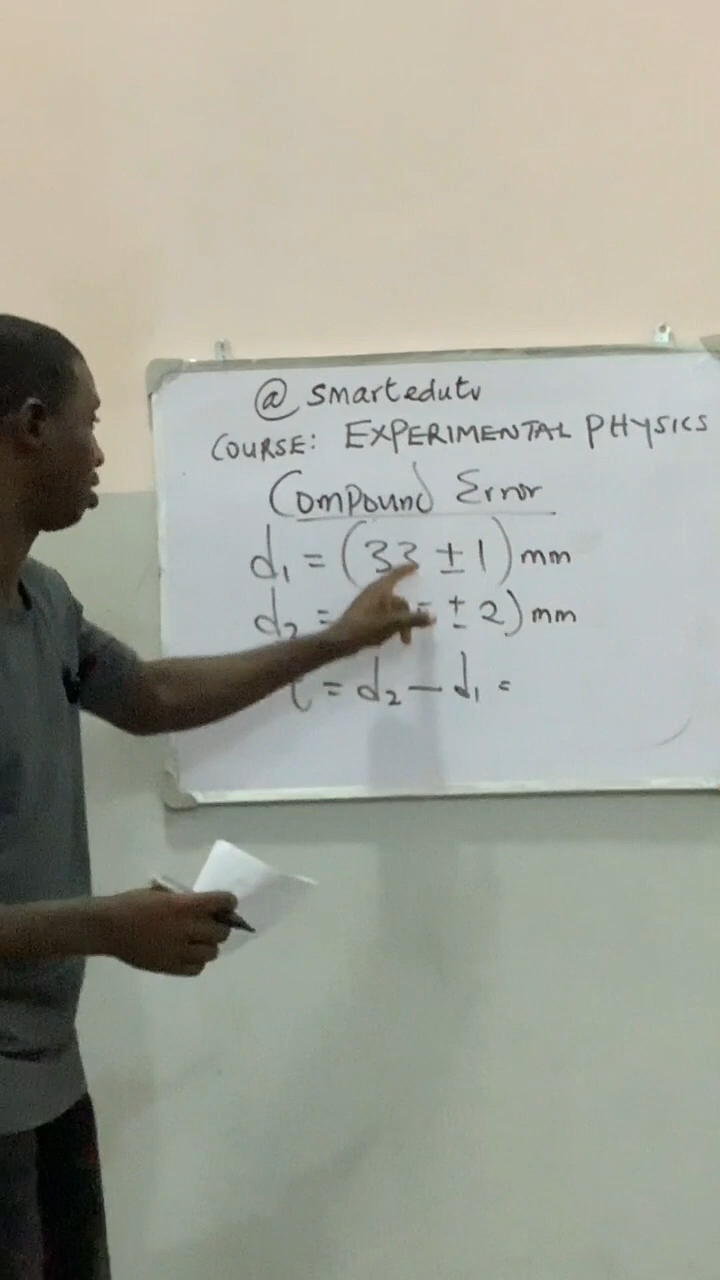 @ smartedutv
COURSE: EXPERIMENTAL PHYSICS
Compound Error
d₁ = (33 ± 1) mm
d₂ = ± 2) mm
= d₂ — d₁ =